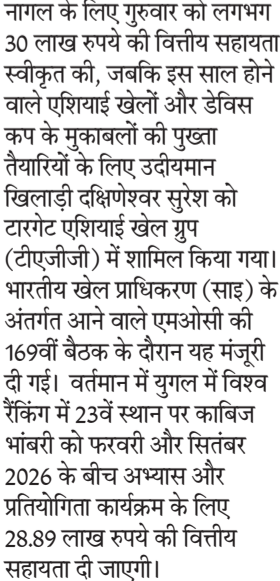 नागल के लिए गुरुवार को लगभग
30 लाख रुपये की वित्तीय सहायता
स्वीकृत की, जबकि इस साल होने
वाले एशियाई खेलों और डेविस
कप के मुकाबलों की पुख्ता
तैयारियों के लिए उदीयमान
खिलाड़ी दक्षिणेश्वर सुरेश को
टारगेट एशियाई खेल ग्रुप
(टीएजीजी) में शामिल किया गया।
भारतीय खेल प्राधिकरण (साइ) के
अंतर्गत आने वाले एमओसी की
169वीं बैठक के दौरान यह मंजूरी
दी गई। वर्तमान में युगल में विश्व
रैंकिंग में 23वें स्थान पर काबिज
भांबरी को फरवरी और सितंबर
2026 के बीच अभ्यास और
प्रतियोगिता कार्यक्रम के लिए
28.89 लाख रुपये की वित्तीय
सहायता दी जाएगी।